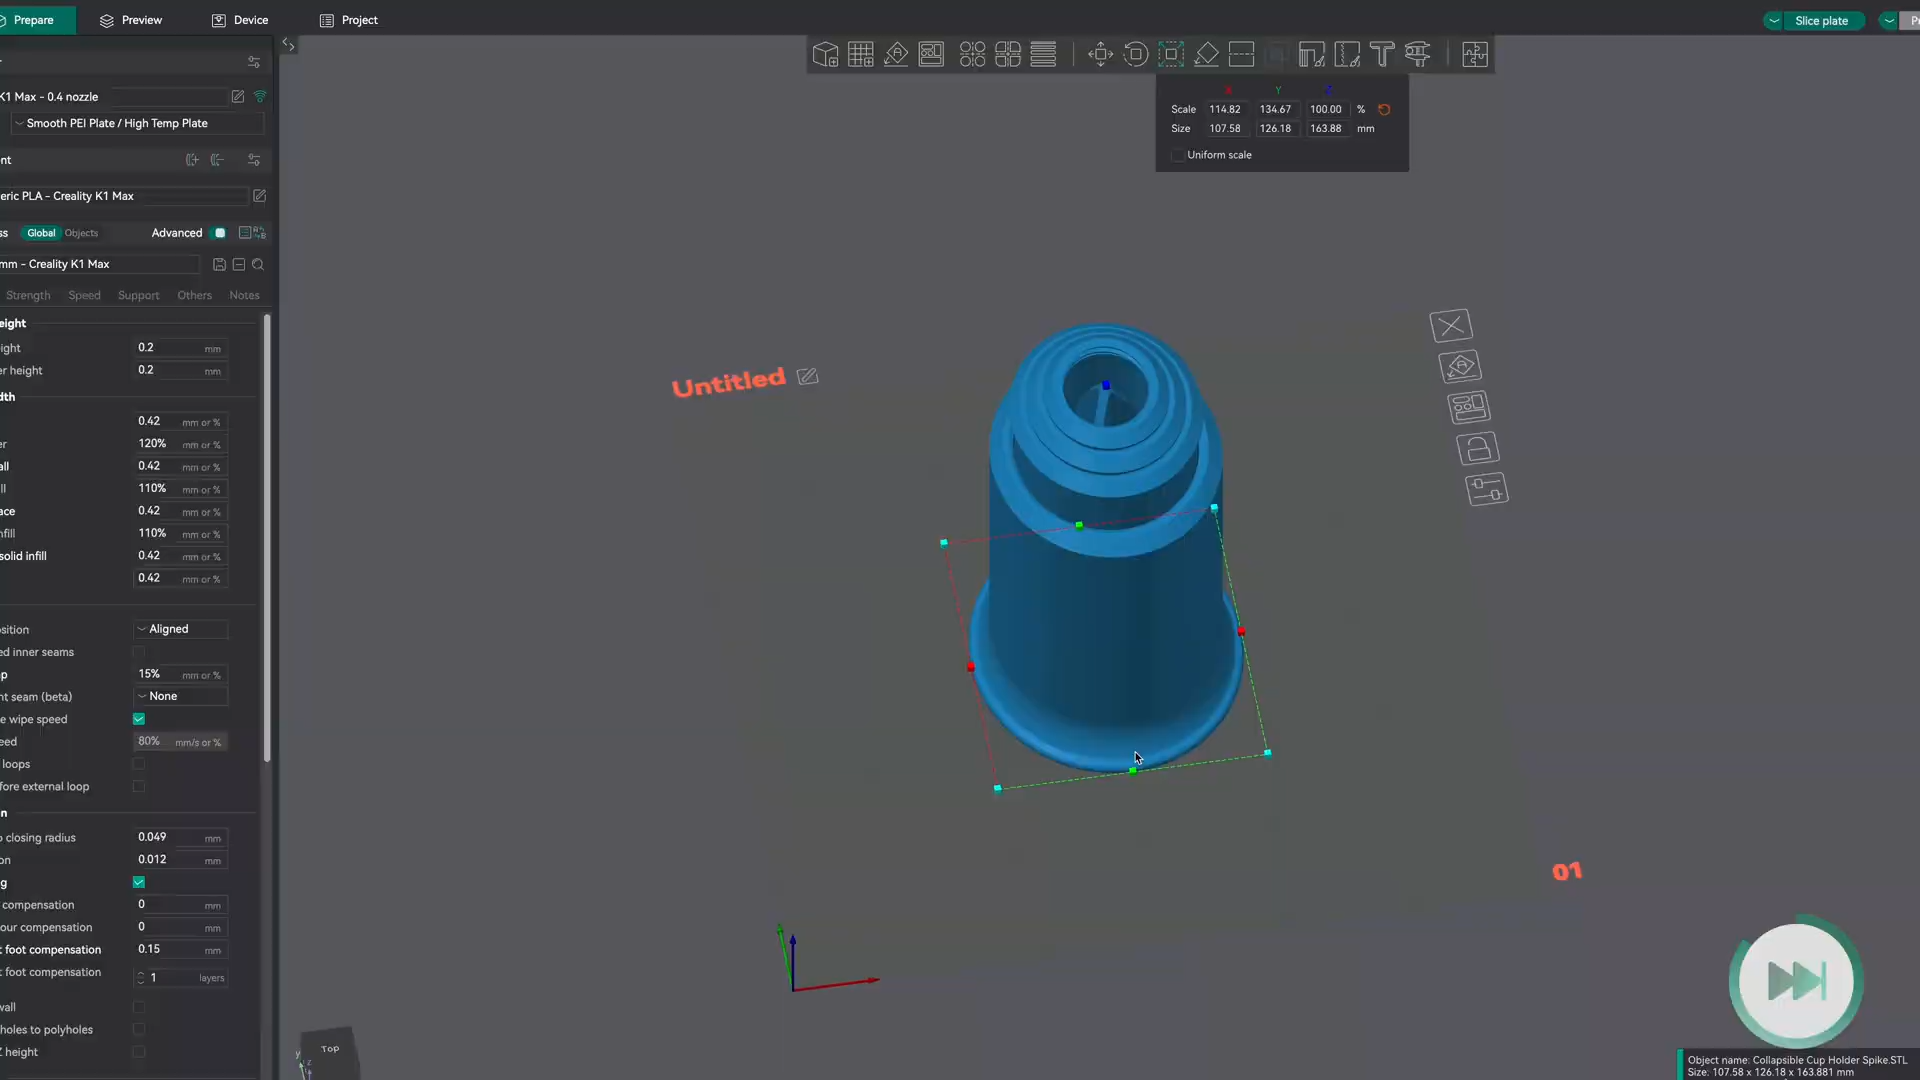 Prepare
Preview
Device
Project
Slice plate
K1 Max - 0.4 nozzle
Smooth PEI Plate / High Temp Plate
nt
eric PLA - Creality K1 Max
ss
Global
Objects
Advanced
mm - Creality K1 Max
Strength
Speed
Support
Others
Notes
eight
ight
0.2
mm
er height
0.2
mm
dth
0.42
mm or %
er
120%
mm or %
all
0.42
mm or %
ll
110%
mm or %
ace
0.42
mm or %
nfill
110%
mm or %
solid infill
0.42
mm or %
0.42
mm or %
sition
Aligned
ed inner seams
p
15%
mm or %
nt seam (beta)
None
e wipe speed
eed
80%
mm/s or %
loops
fore external loop
n
closing radius
0.049
mm
on
0.012
mm
g
compensation
0
mm
our compensation
0
mm
t foot compensation
0.15
mm
t foot compensation
1
layers
wall
holes to polyholes
Z height
X
Y
Z
Scale
114.82
134.67
100.00
%
Size
107.58
126.18
163.88
mm
Uniform scale
Untitled
01
Top
Object name: Collapsible Cup Holder Spike.STL
Size: 107.58 x 126.18 x 163.881 mm